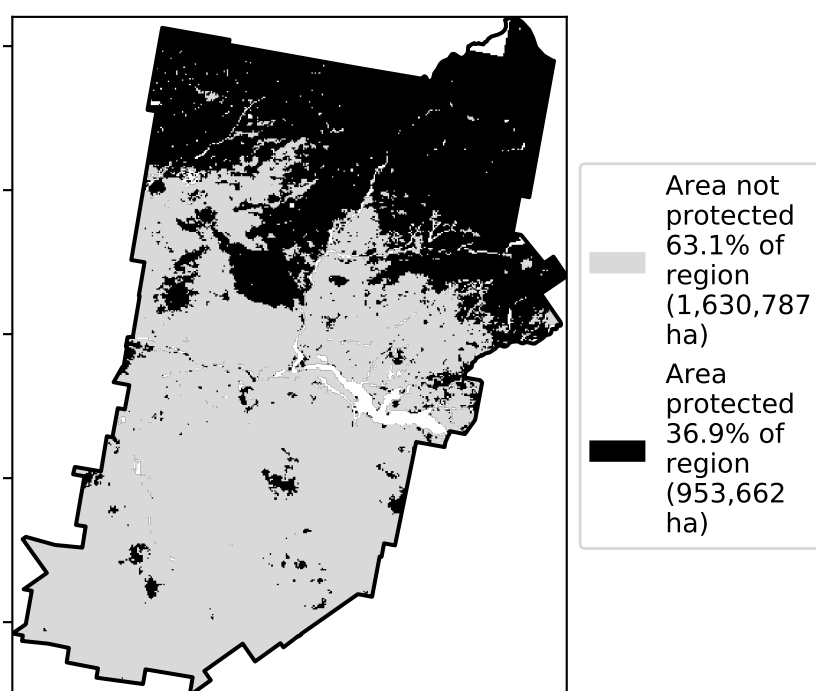 Area not
protected
63.1% of
region
(1,630,787
ha)
Area
protected
36.9% of
region
(953,662
ha)